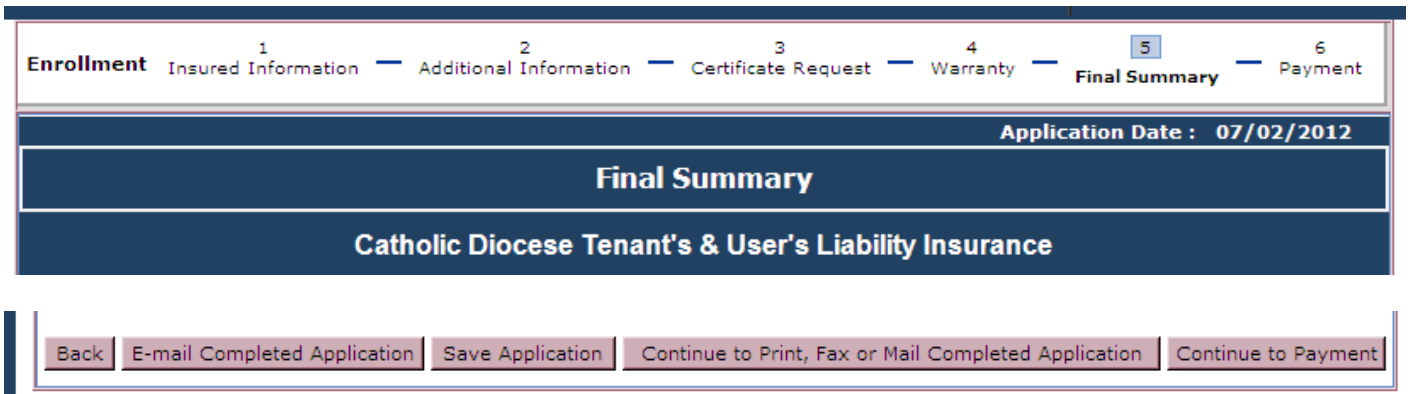 1 2 3 4 5 6
Enrollment Insured Information Additional Information Certificate Request Warranty Final Summary Payment
Application Date : 07/02/2012
Final Summary
Catholic Diocese Tenant's & User's Liability Insurance
Back E-mail Completed Application Save Application Continue to Print, Fax or Mail Completed Application Continue to Payment